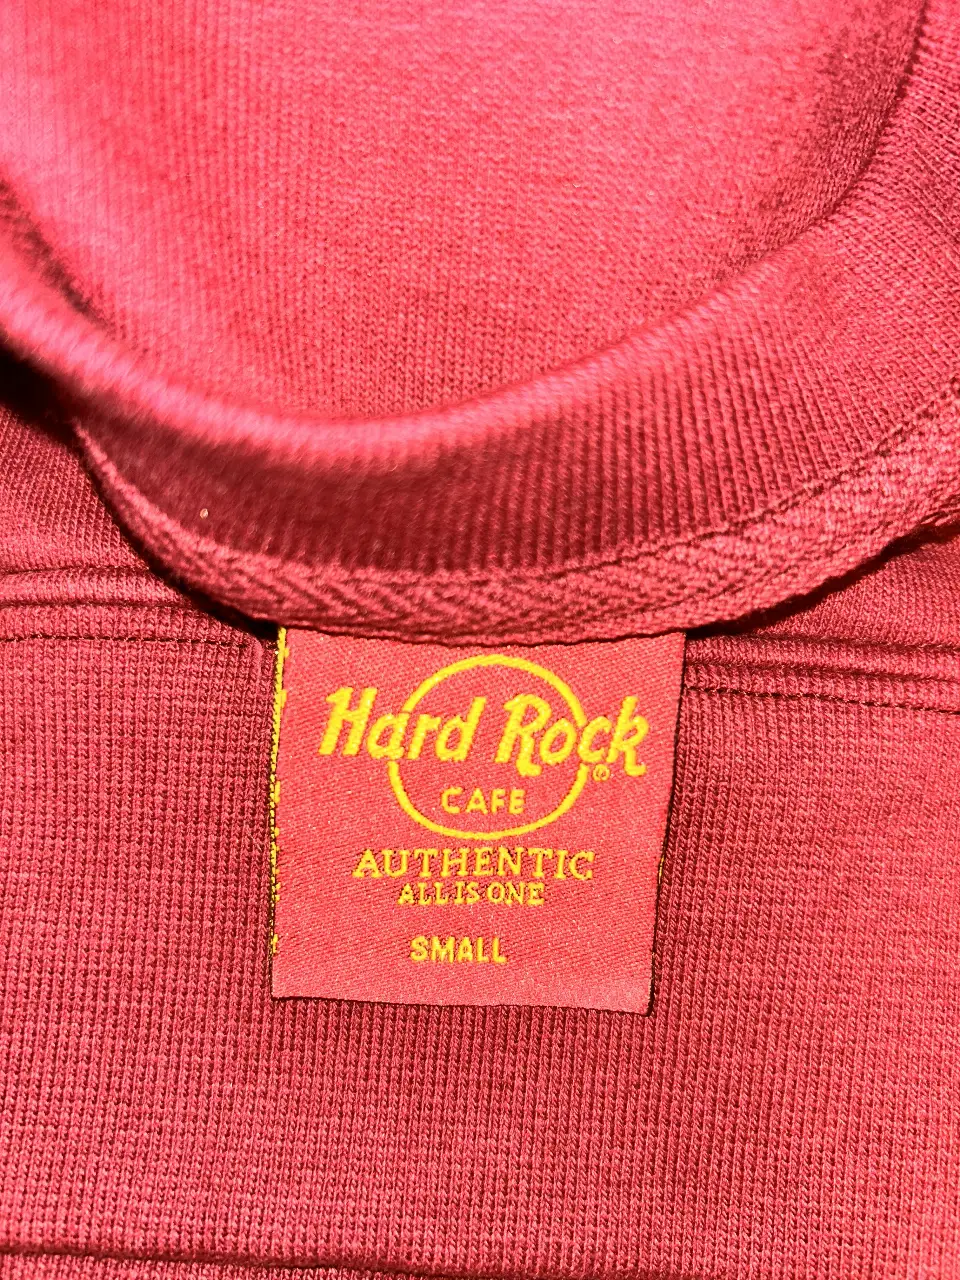 Hard Rock ®
CAFE
AUTHENTIC
ALL IS ONE
SMALL